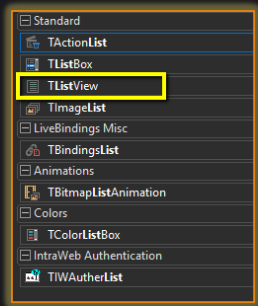 Standard
TActionList
TListBox
TListView
TImageList
LiveBindings Misc
TBindingsList
Animations
TBitmapListAnimation
Colors
TColorListBox
IntraWeb Authentication
TIWAutherList